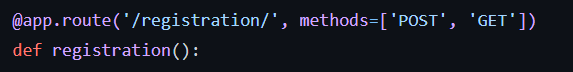 @app.route('/registration/', methods=['POST', 'GET'])
def registration():